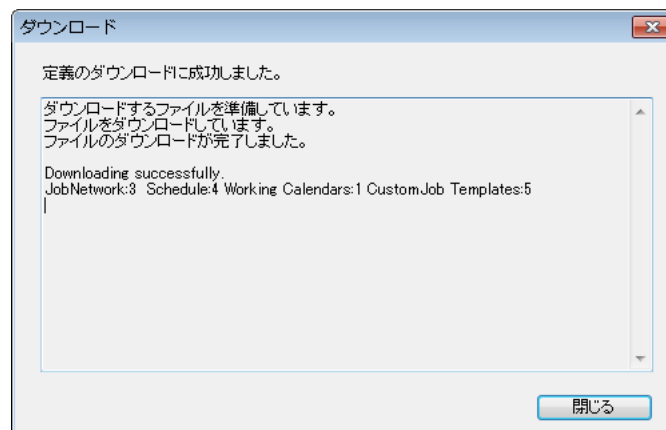 ダウンロード
定義のダウンロードに成功しました。
ダウンロードするファイルを準備しています。
ファイルをダウンロードしています。
ファイルのダウンロードが完了しました。
Downloading successfully.
JobNetwork:3 Schedule:4 Working Calendars:1 CustomJob Templates:5
閉じる